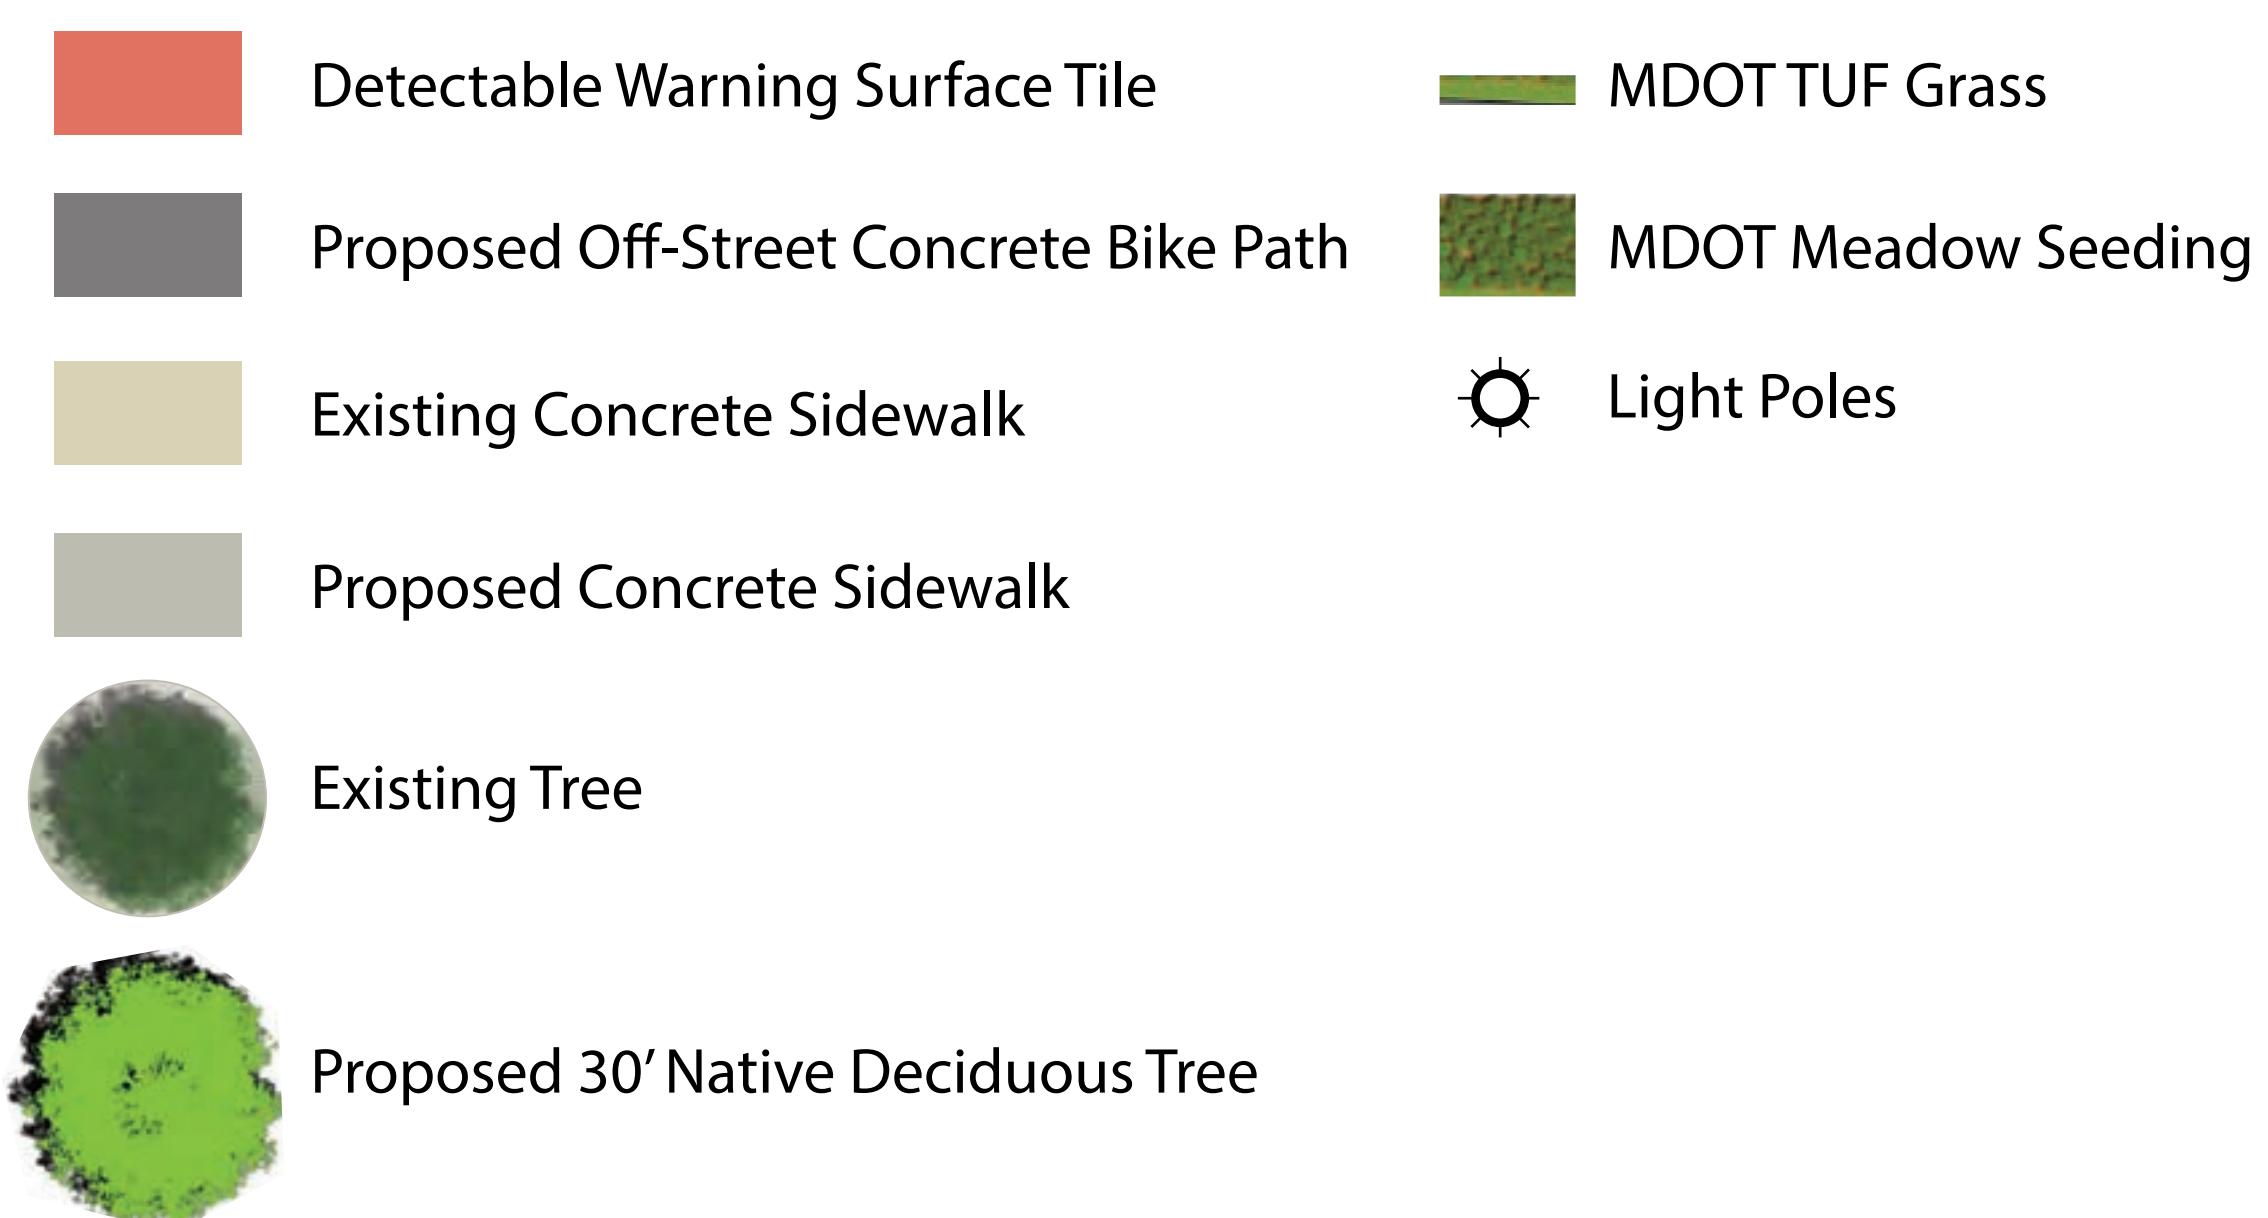 Detectable Warning Surface Tile
Proposed Off-Street Concrete Bike Path
Existing Concrete Sidewalk
Proposed Concrete Sidewalk
Existing Tree
Proposed 30’ Native Deciduous Tree
MDOT TUF Grass
MDOT Meadow Seeding
Light Poles